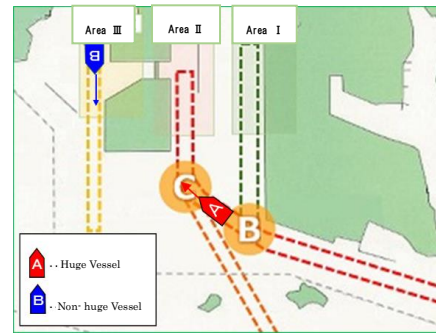 Area Ⅲ
Area Ⅱ
Area Ⅰ
B
C
A
B
A
‥Huge Vessel
B
‥Non- huge Vessel